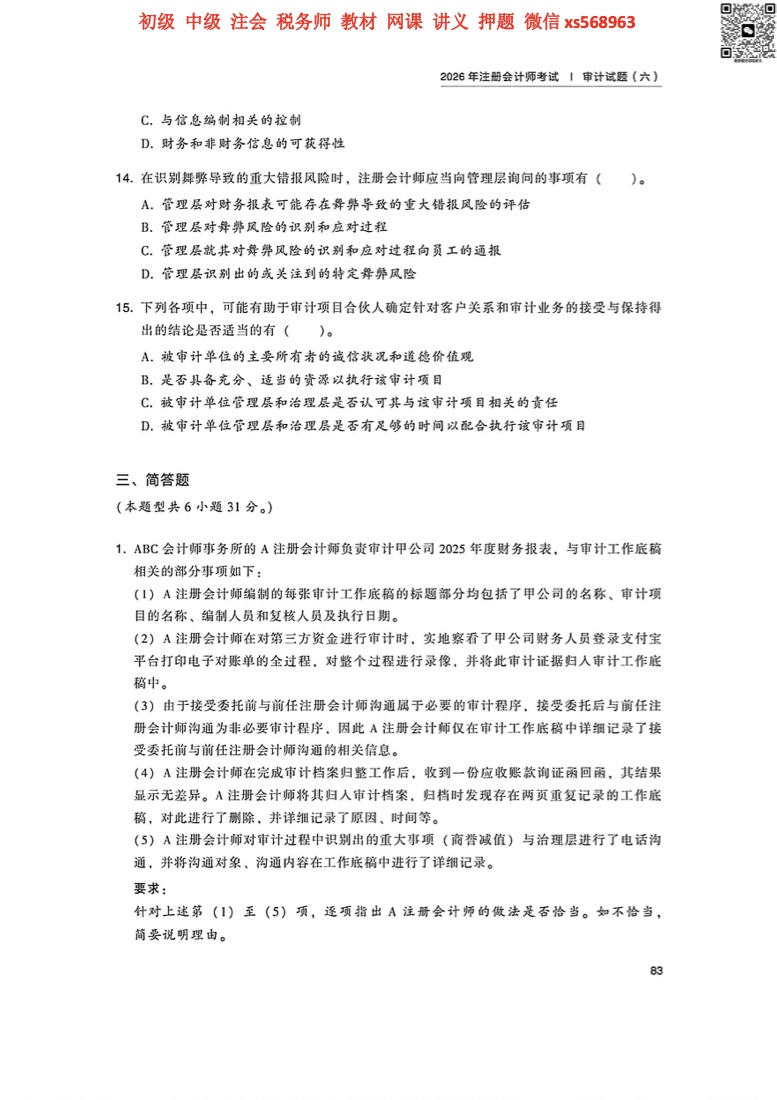 初级 中级 注会 税务师 教材 网课 讲义 押题 微信 xs568963
2026 年注册会计师考试 | 审计试题（六）
C. 与信息编制相关的控制
D. 财务和非财务信息的可获得性
14. 在识别舞弊导致的重大错报风险时，注册会计师应当向管理层询问的事项有（　　）。
A. 管理层对财务报表可能存在舞弊导致的重大错报风险的评估
B. 管理层对舞弊风险的识别和应对过程
C. 管理层就其对舞弊风险的识别和应对过程向员工的通报
D. 管理层识别出的或关注到的特定舞弊风险
15. 下列各项中，可能有助于审计项目合伙人确定针对客户关系和审计业务的接受与保持得
出的结论是否适当的有（　　）。
A. 被审计单位的主要所有者的诚信状况和道德价值观
B. 是否具备充分、适当的资源以执行该审计项目
C. 被审计单位管理层和治理层是否认可其与该审计项目相关的责任
D. 被审计单位管理层和治理层是否有足够的时间以配合执行该审计项目
三、简答题
（本题型共 6 小题 31 分。）
1. ABC 会计师事务所的 A 注册会计师负责审计甲公司 2025 年度财务报表，与审计工作底稿
相关的部分事项如下：
（1）A 注册会计师编制的每张审计工作底稿的标题部分均包括了甲公司的名称、审计项
目的名称、编制人员和复核人员及执行日期。
（2）A 注册会计师在对第三方资金进行审计时，实地察看了甲公司财务人员登录支付宝
平台打印电子对账单的全过程，对整个过程进行录像，并将此审计证据归入审计工作底
稿中。
（3）由于接受委托前与前任注册会计师沟通属于必要的审计程序，接受委托后与前任注
册会计师沟通为非必要审计程序，因此 A 注册会计师仅在审计工作底稿中详细记录了接
受委托前与前任注册会计师沟通的相关信息。
（4）A 注册会计师在完成审计档案归整工作后，收到一份应收账款询证函回函，其结果
显示无差异。A 注册会计师将其归入审计档案，归档时发现存在两页重复记录的工作底
稿，对此进行了删除，并详细记录了原因、时间等。
（5）A 注册会计师对审计过程中识别出的重大事项（商誉减值）与治理层进行了电话沟
通，并将沟通对象、沟通内容在工作底稿中进行了详细记录。
要求：
针对上述第（1）至（5）项，逐项指出 A 注册会计师的做法是否恰当。如不恰当，
简要说明理由。
83